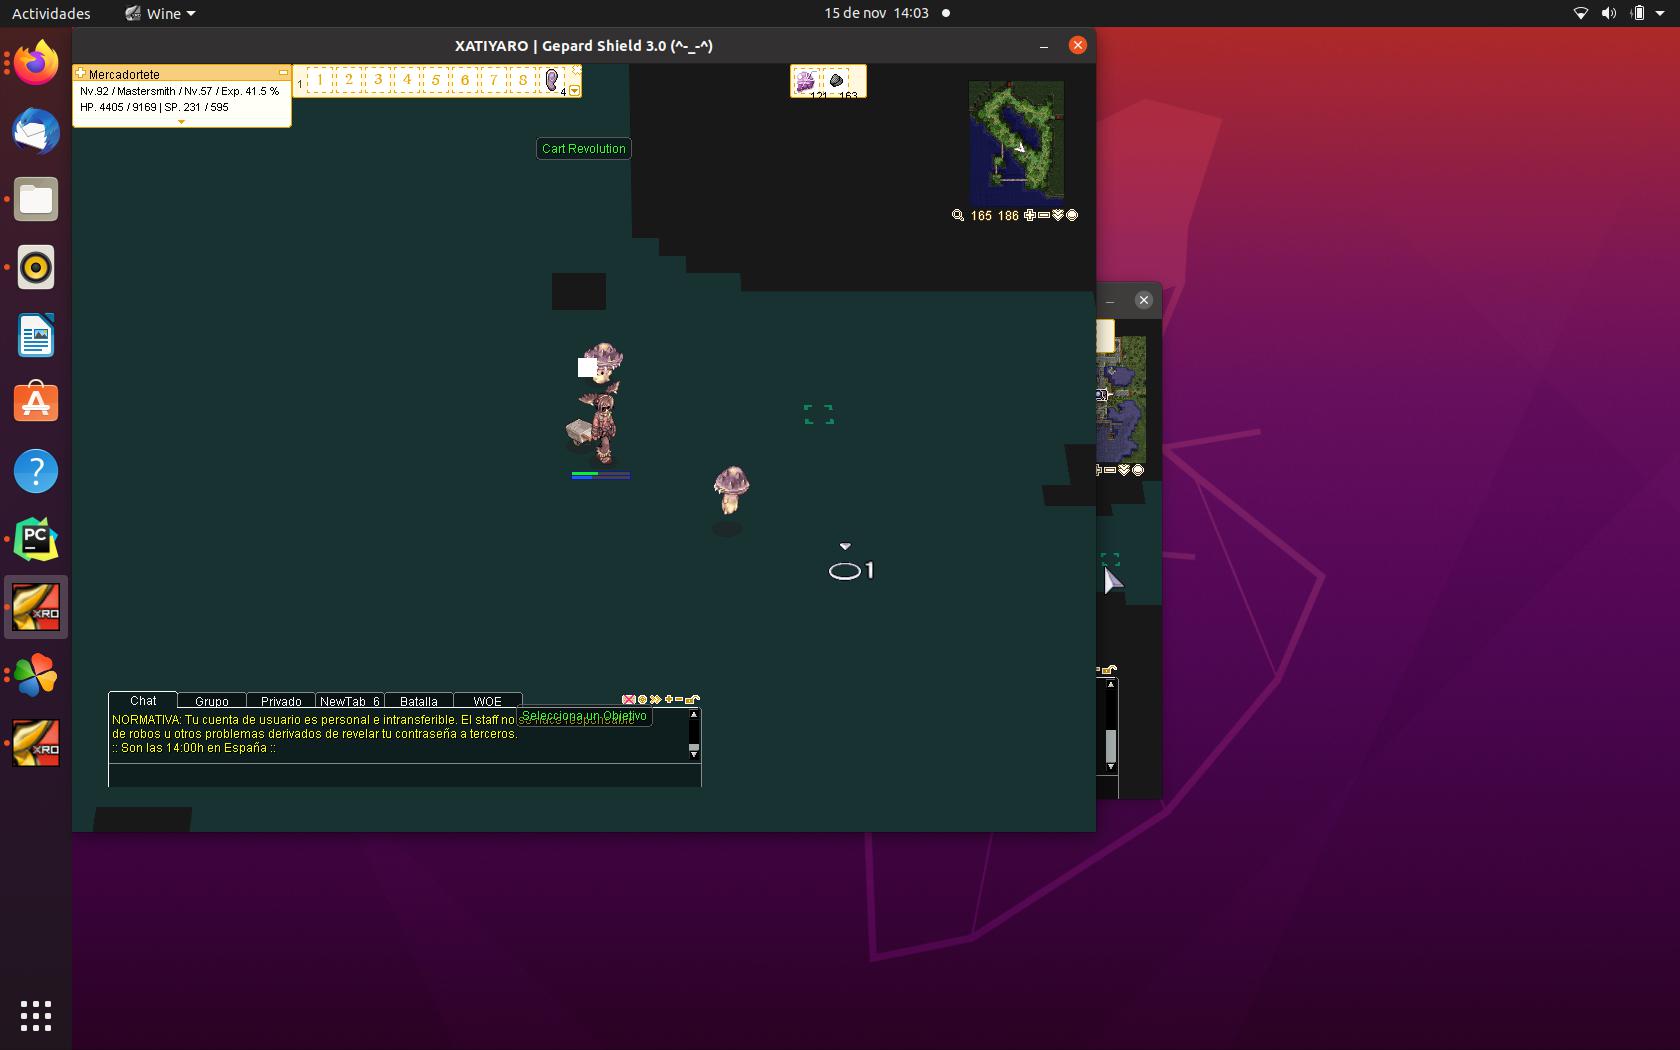 Actividades
Wine
15 de nov 14:03
XATIYARO | Gepard Shield 3.0 (^-_-^)
Mercadortete
Nv.92 / Mastersmith / Nv.57 / Exp. 41.5 %
HP. 4405 / 9169 | SP. 231 / 595
1
1 2 3 4 5 6 7 8
4
121 163
Cart Revolution
165 186
1
Chat
Grupo
Privado
NewTab_6
Batalla
WOE
NORMATIVA: Tu cuenta de usuario es personal e intransferible. El staff no se hace responsable
de robos u otros problemas derivados de revelar tu contraseña a terceros.
:: Son las 14:00h en España ::
Selecciona un Objetivo
PC
XRO
XRO